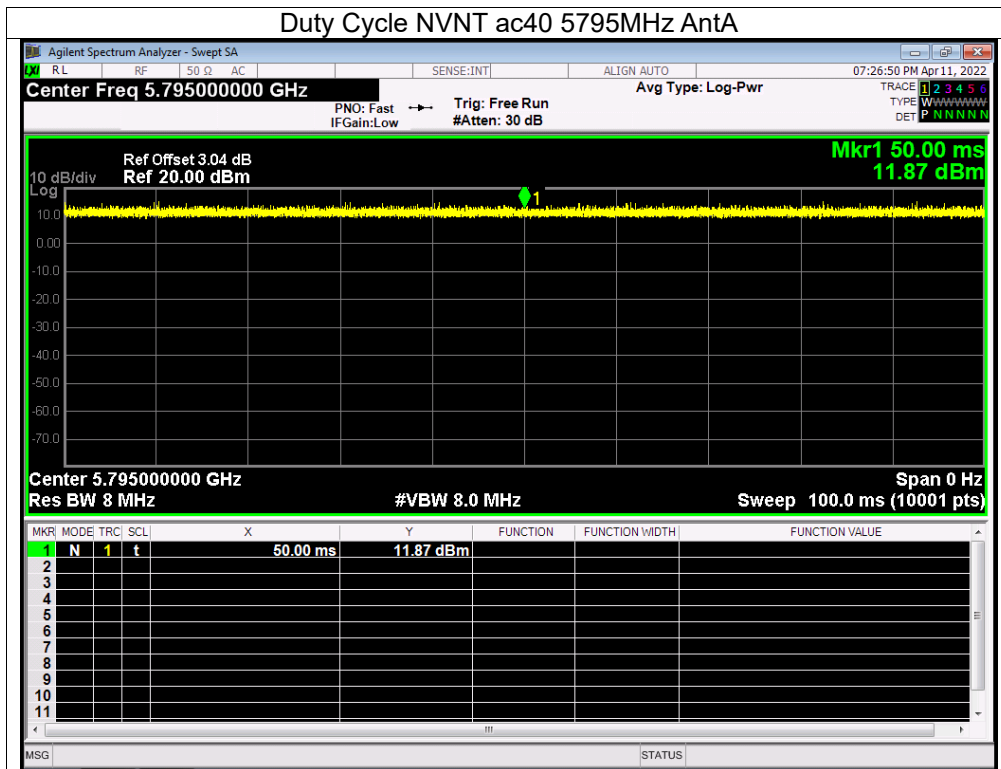 Duty Cycle NVNT ac40 5795MHz AntA
Agilent Spectrum Analyzer - Swept SA
LXI RL RF 50 Ω AC SENSE:INT ALIGN AUTO 07:26:50 PM Apr 11, 2022
Center Freq 5.795000000 GHz Avg Type: Log-Pwr TRACE 1 2 3 4 5 6
PNO: Fast Trig: Free Run TYPE WWWWWW
IFGain:Low #Atten: 30 dB DET P N N N N N
Ref Offset 3.04 dB Mkr1 50.00 ms
10 dB/div Ref 20.00 dBm 11.87 dBm
Log
1
10.0
0.00
-10.0
-20.0
-30.0
-40.0
-50.0
-60.0
-70.0
Center 5.795000000 GHz Span 0 Hz
Res BW 8 MHz #VBW 8.0 MHz Sweep 100.0 ms (10001 pts)
MKR MODE TRC SCL X Y FUNCTION FUNCTION WIDTH FUNCTION VALUE
1 N 1 t 50.00 ms 11.87 dBm
2
3
4
5
6
7
8
9
10
11
MSG STATUS